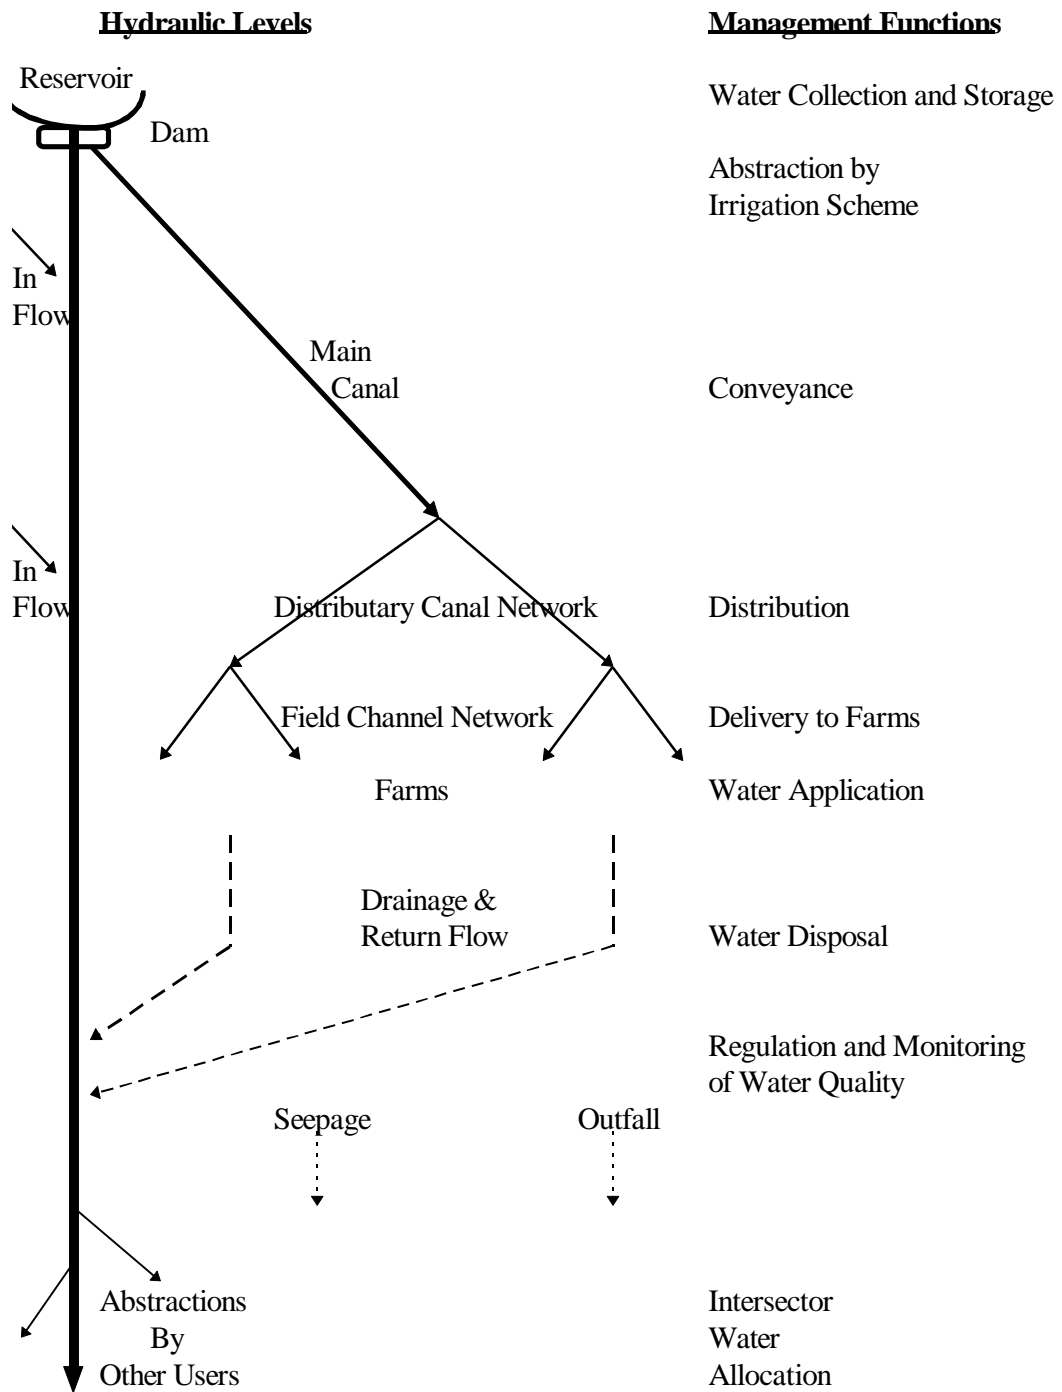 Hydraulic Levels
Management Functions
Reservoir
Water Collection and Storage
Dam
Abstraction by
Irrigation Scheme
In
Flow
Main
Canal
Conveyance
In
Flow
Distributary Canal Network
Distribution
Field Channel Network
Delivery to Farms
Farms
Water Application
Drainage &
Return Flow
Water Disposal
Regulation and Monitoring
of Water Quality
Seepage
Outfall
Abstractions
By
Other Users
Intersector
Water
Allocation